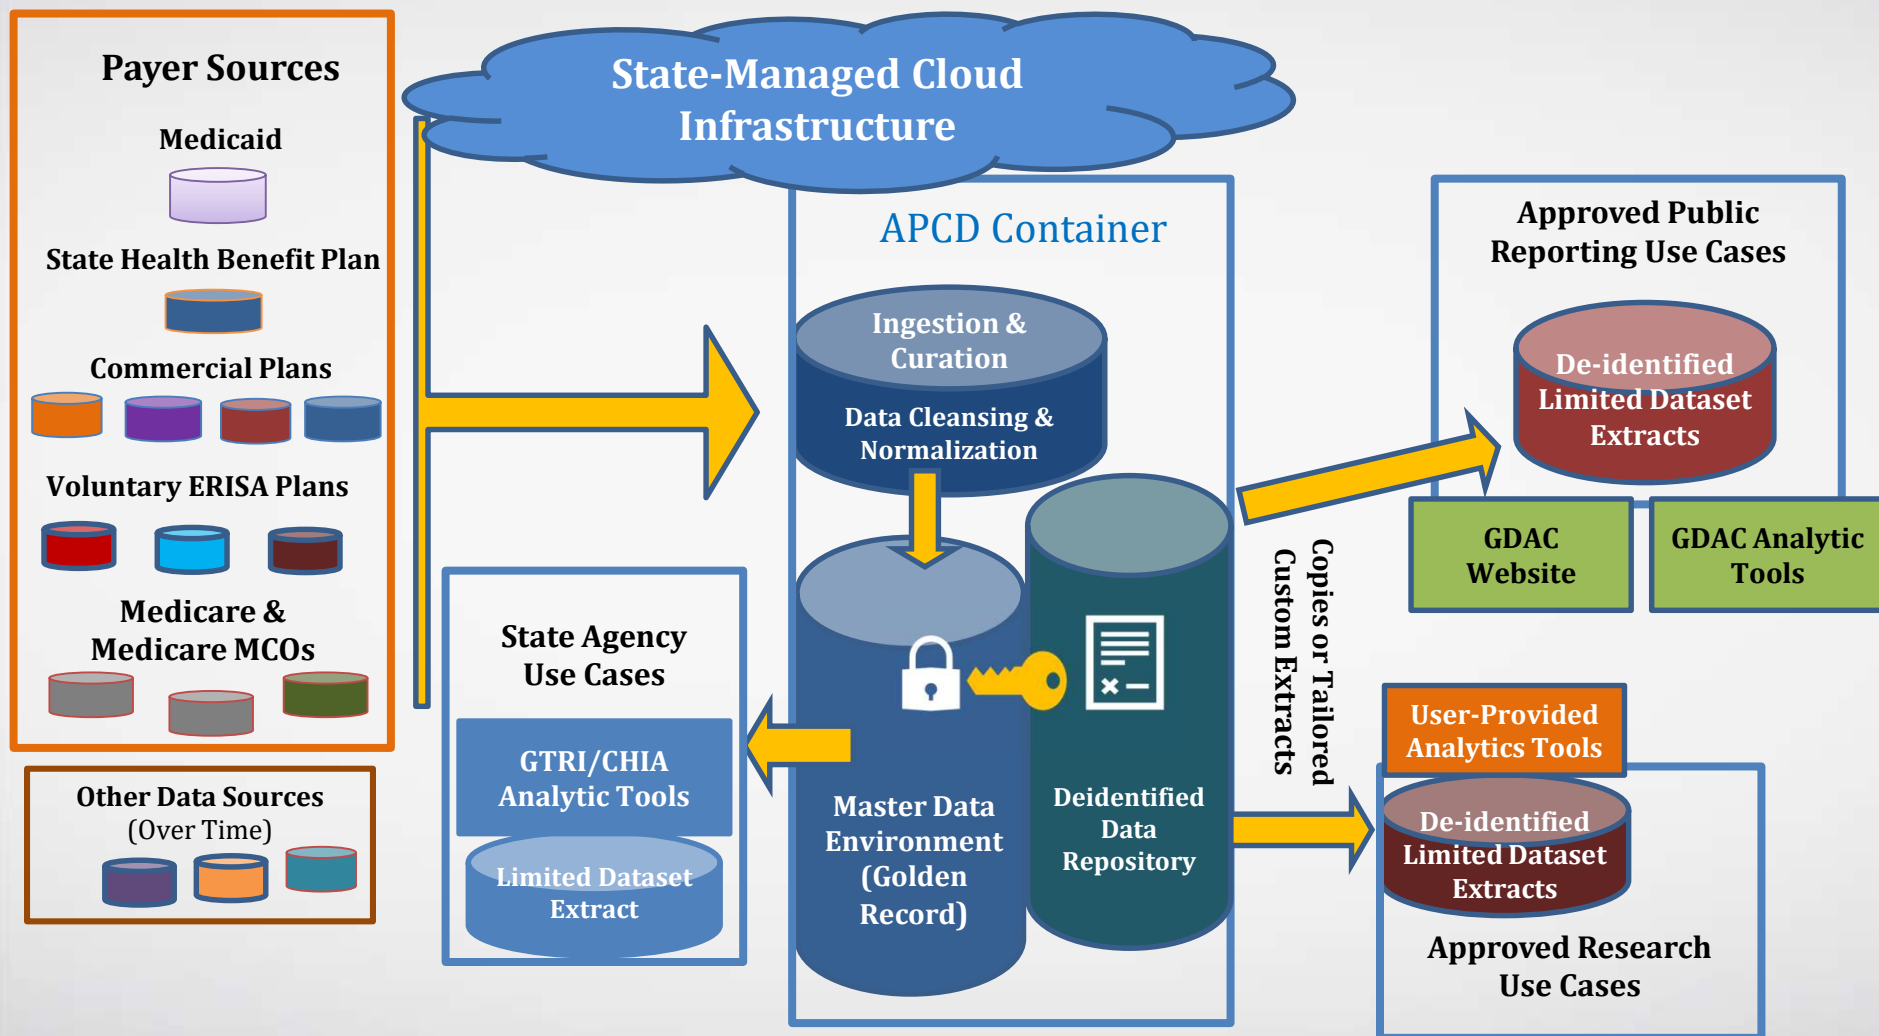 Payer Sources
Medicaid
State Health Benefit Plan
Commercial Plans
Voluntary ERISA Plans
Medicare &
Medicare MCOs
Other Data Sources
(Over Time)
State-Managed Cloud
Infrastructure
State Agency
Use Cases
GTRI/CHIA
Analytic Tools
Limited Dataset
Extract
APCD Container
Ingestion &
Curation
Data Cleansing &
Normalization
Master Data
Environment
(Golden
Record)
Deidentified
Data
Repository
Copies or Tailored
Custom Extracts
Approved Public
Reporting Use Cases
De-identified
Limited Dataset
Extracts
GDAC
Website
GDAC Analytic
Tools
User-Provided
Analytics Tools
De-identified
Limited Dataset
Extracts
Approved Research
Use Cases